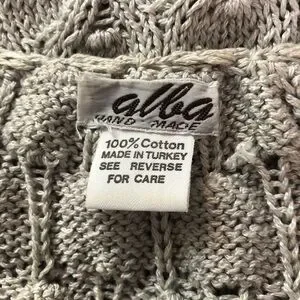 alba
HAND MADE
100% Cotton
MADE IN TURKEY
SEE REVERSE
FOR CARE